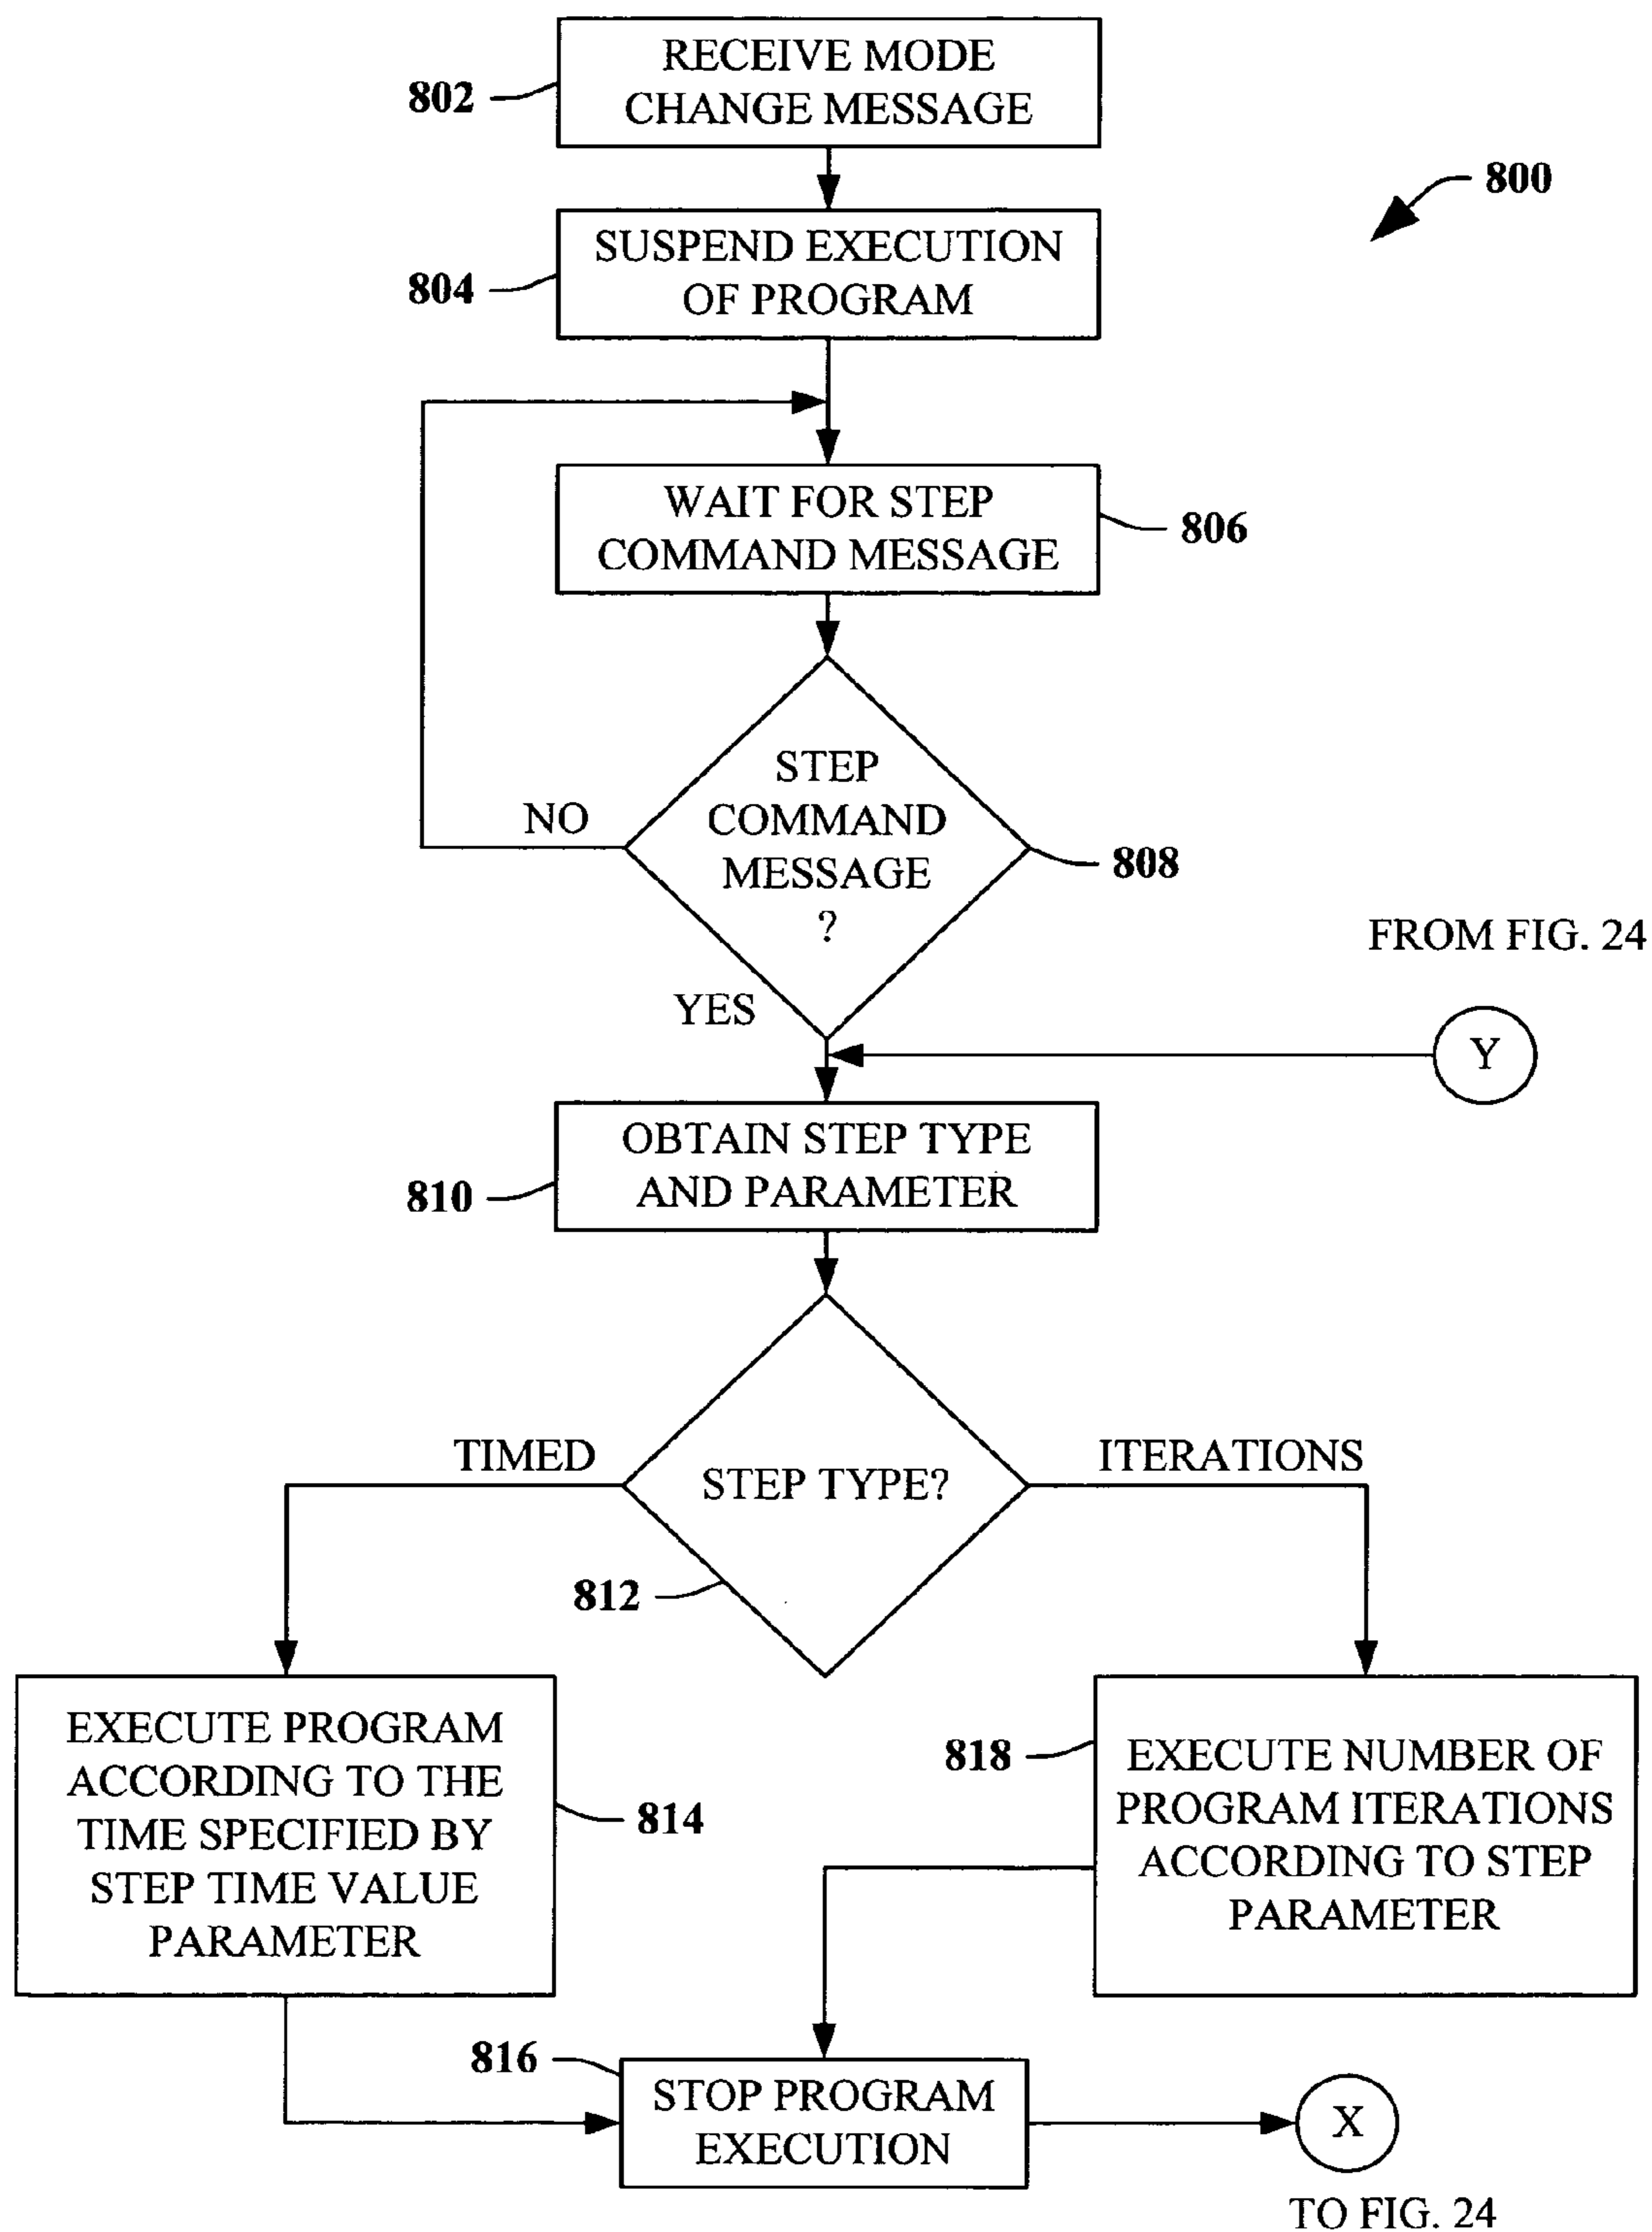 RECEIVE MODE
CHANGE MESSAGE
802
800
SUSPEND EXECUTION
OF PROGRAM
804
WAIT FOR STEP
COMMAND MESSAGE
806
STEP
COMMAND
MESSAGE
?
NO
808
FROM FIG. 24
YES
Y
OBTAIN STEP TYPE
AND PARAMETER
810
TIMED
STEP TYPE?
ITERATIONS
812
EXECUTE PROGRAM
ACCORDING TO THE
TIME SPECIFIED BY
STEP TIME VALUE
PARAMETER
814
818
EXECUTE NUMBER OF
PROGRAM ITERATIONS
ACCORDING TO STEP
PARAMETER
816
STOP PROGRAM
EXECUTION
X
TO FIG. 24